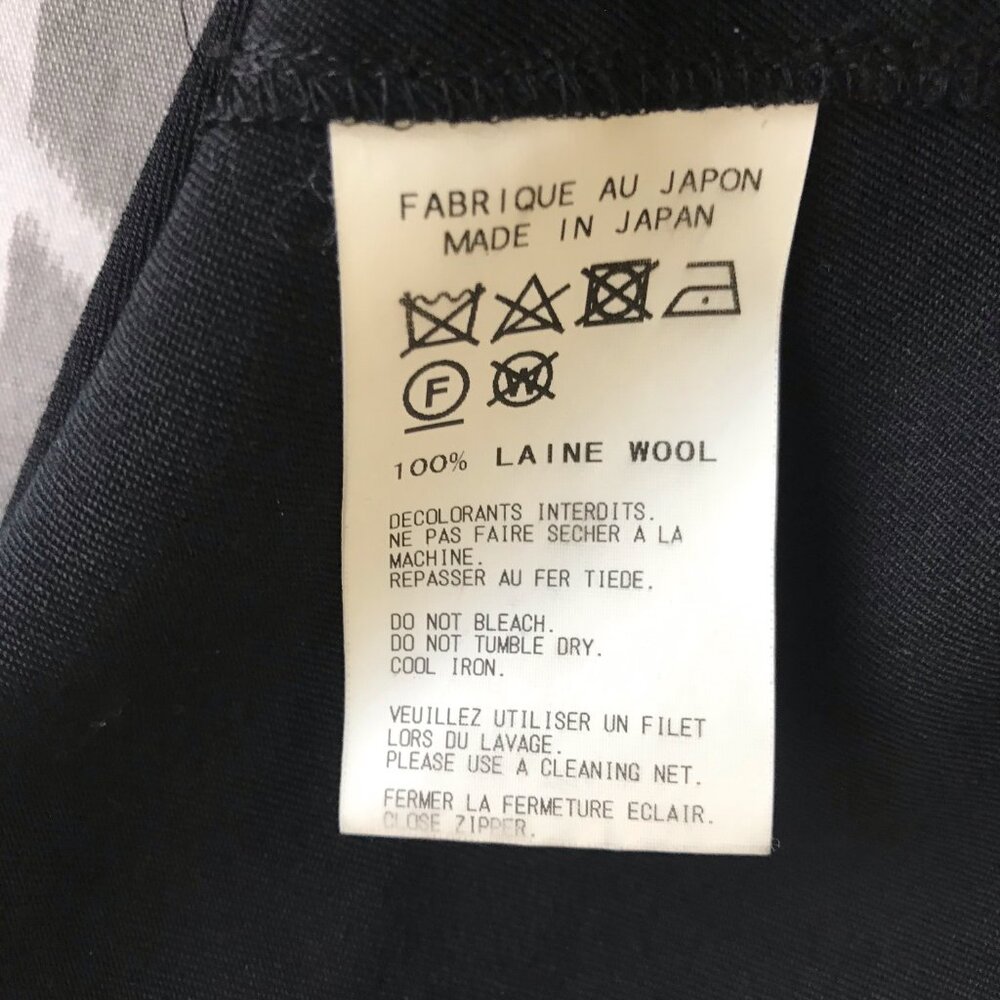 FABRIQUE AU JAPON
MADE IN JAPAN
F W
100% LAINE WOOL
DECOLORANTS INTERDITS.
NE PAS FAIRE SECHER A LA
MACHINE.
REPASSER AU FER TIEDE.
DO NOT BLEACH.
DO NOT TUMBLE DRY.
COOL IRON.
VEUILLEZ UTILISER UN FILET
LORS DU LAVAGE.
PLEASE USE A CLEANING NET.
FERMER LA FERMETURE ECLAIR.
CLOSE ZIPPER.